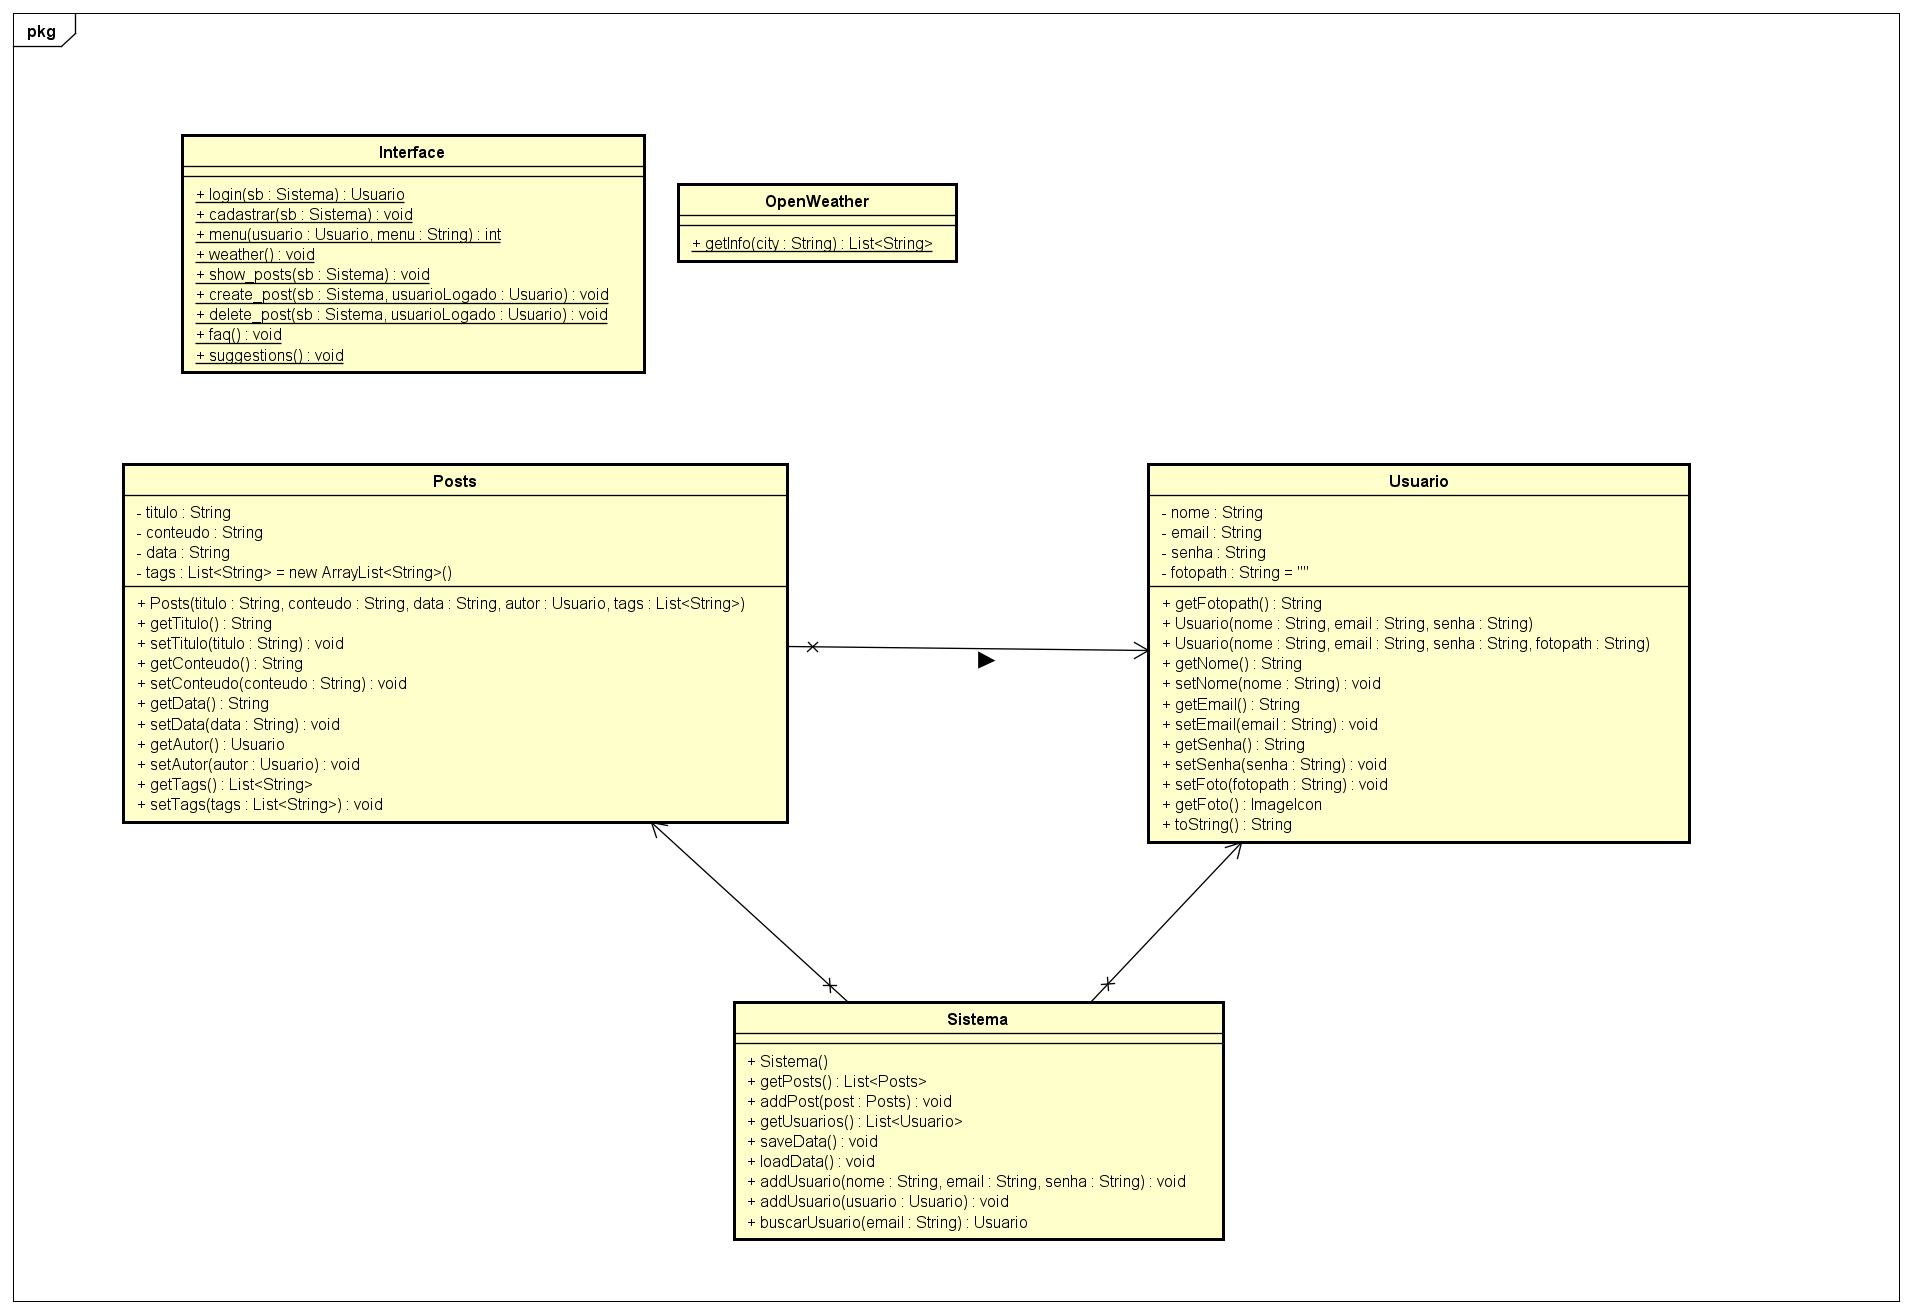 pkg
Interface
+ login(sb : Sistema) : Usuario
+ cadastrar(sb : Sistema) : void
+ menu(usuario : Usuario, menu : String) : int
+ weather() : void
+ show_posts(sb : Sistema) : void
+ create_post(sb : Sistema, usuarioLogado : Usuario) : void
+ delete_post(sb : Sistema, usuarioLogado : Usuario) : void
+ faq() : void
+ suggestions() : void
OpenWeather
+ getInfo(city : String) : List<String>
Posts
- titulo : String
- conteudo : String
- data : String
- tags : List<String> = new ArrayList<String>()
+ Posts(titulo : String, conteudo : String, data : String, autor : Usuario, tags : List<String>)
+ getTitulo() : String
+ setTitulo(titulo : String) : void
+ getConteudo() : String
+ setConteudo(conteudo : String) : void
+ getData() : String
+ setData(data : String) : void
+ getAutor() : Usuario
+ setAutor(autor : Usuario) : void
+ getTags() : List<String>
+ setTags(tags : List<String>) : void
Usuario
- nome : String
- email : String
- senha : String
- fotopath : String = ""
+ getFotopath() : String
+ Usuario(nome : String, email : String, senha : String)
+ Usuario(nome : String, email : String, senha : String, fotopath : String)
+ getNome() : String
+ setNome(nome : String) : void
+ getEmail() : String
+ setEmail(email : String) : void
+ getSenha() : String
+ setSenha(senha : String) : void
+ setFoto(fotopath : String) : void
+ getFoto() : ImageIcon
+ toString() : String
Sistema
+ Sistema()
+ getPosts() : List<Posts>
+ addPost(post : Posts) : void
+ getUsuarios() : List<Usuario>
+ saveData() : void
+ loadData() : void
+ addUsuario(nome : String, email : String, senha : String) : void
+ addUsuario(usuario : Usuario) : void
+ buscarUsuario(email : String) : Usuario